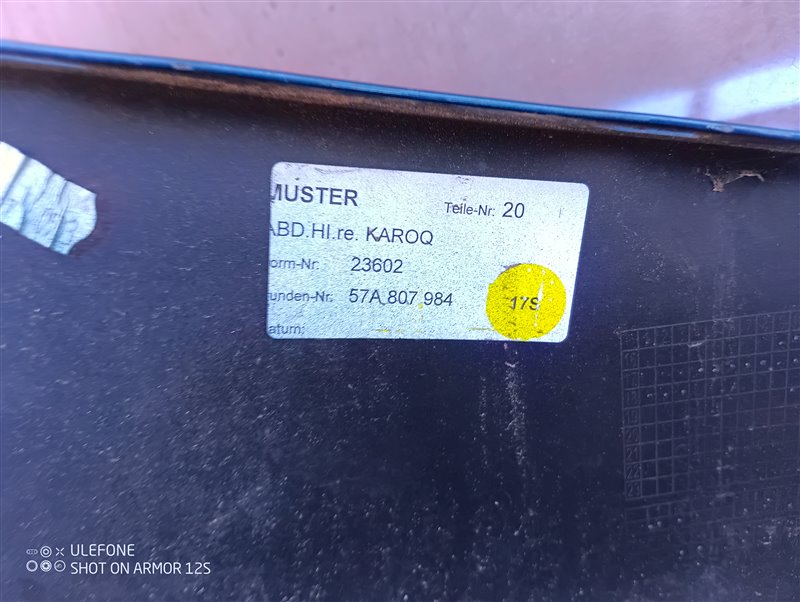 MUSTER
Teile-Nr: 20
ABD.HI.re. KAROQ
orm-Nr: 23602
unden-Nr: 57A 807 984
17S
atum:
ULEFONE
SHOT ON ARMOR 12S